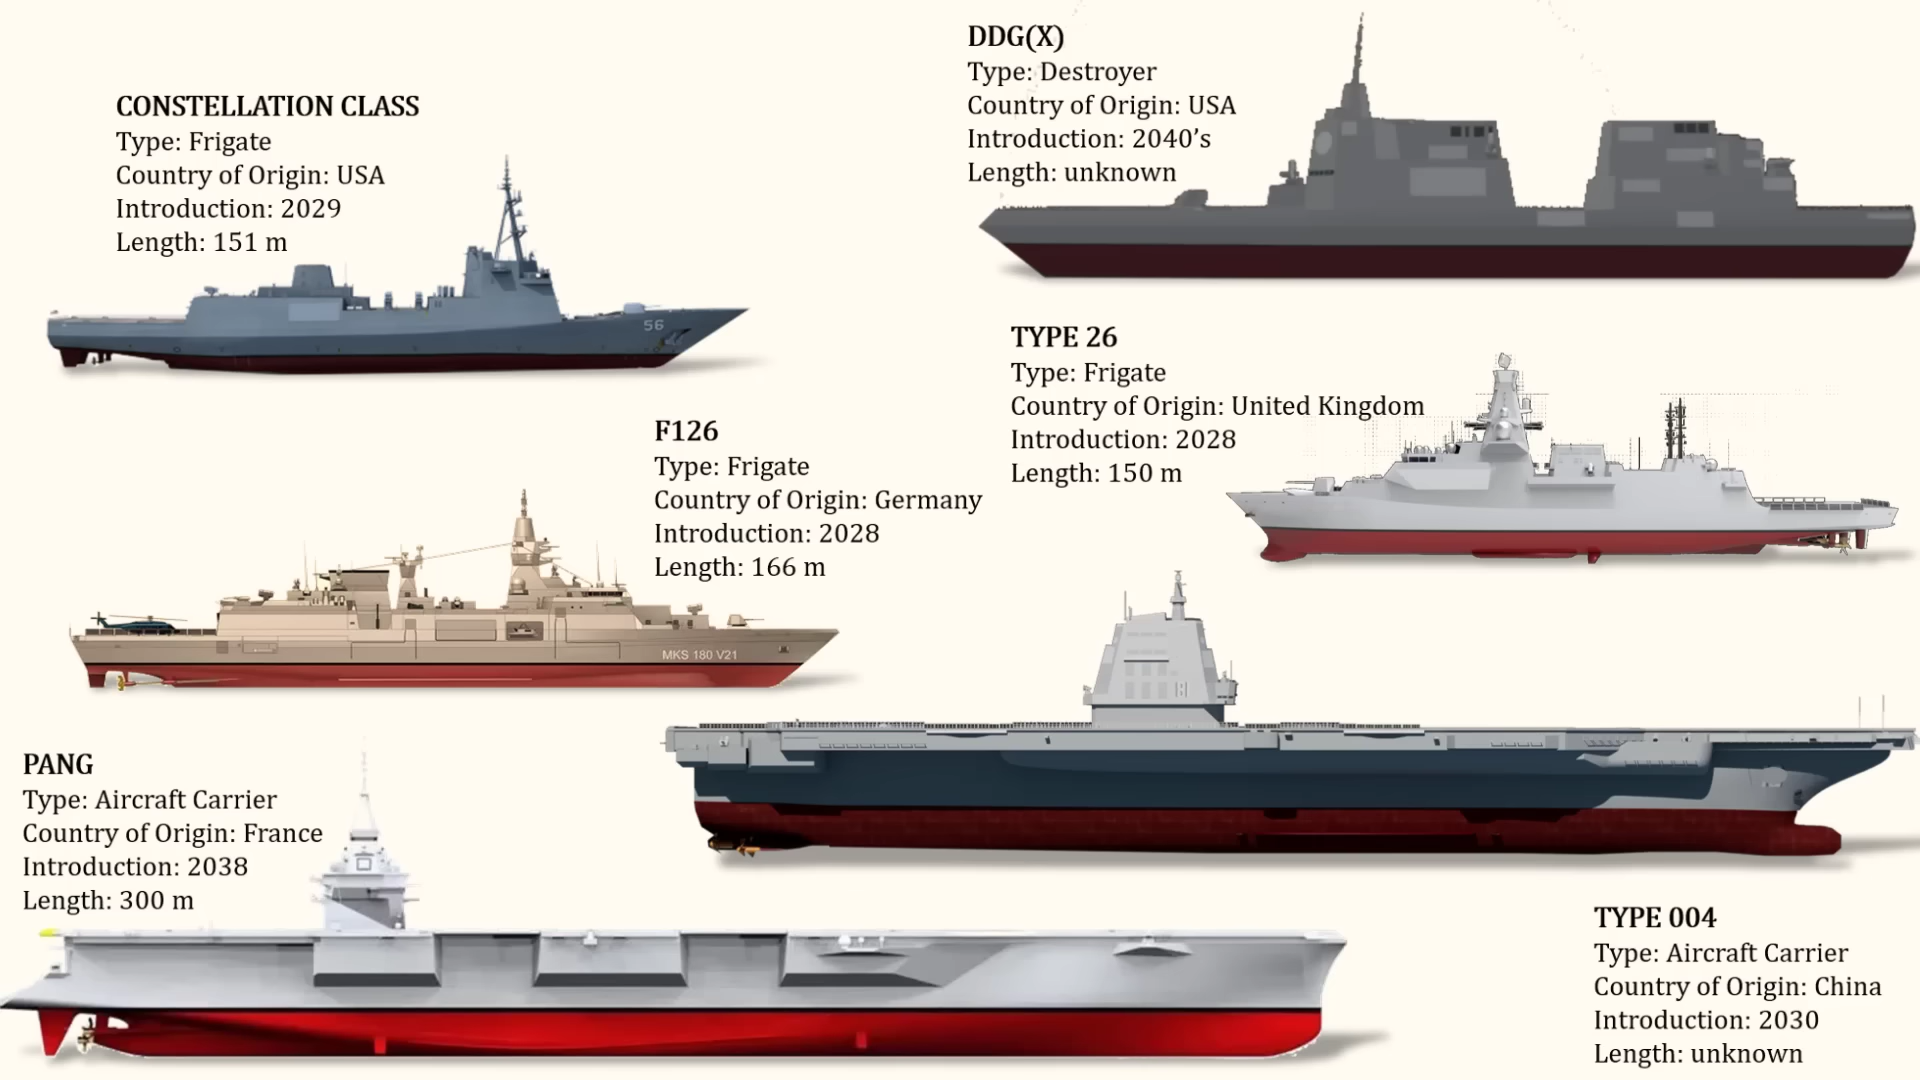 CONSTELLATION CLASS
Type: Frigate
Country of Origin: USA
Introduction: 2029
Length: 151 m
56
DDG(X)
Type: Destroyer
Country of Origin: USA
Introduction: 2040’s
Length: unknown
TYPE 26
Type: Frigate
Country of Origin: United Kingdom
Introduction: 2028
Length: 150 m
F126
Type: Frigate
Country of Origin: Germany
Introduction: 2028
Length: 166 m
MKS 180 V21
PANG
Type: Aircraft Carrier
Country of Origin: France
Introduction: 2038
Length: 300 m
TYPE 004
Type: Aircraft Carrier
Country of Origin: China
Introduction: 2030
Length: unknown